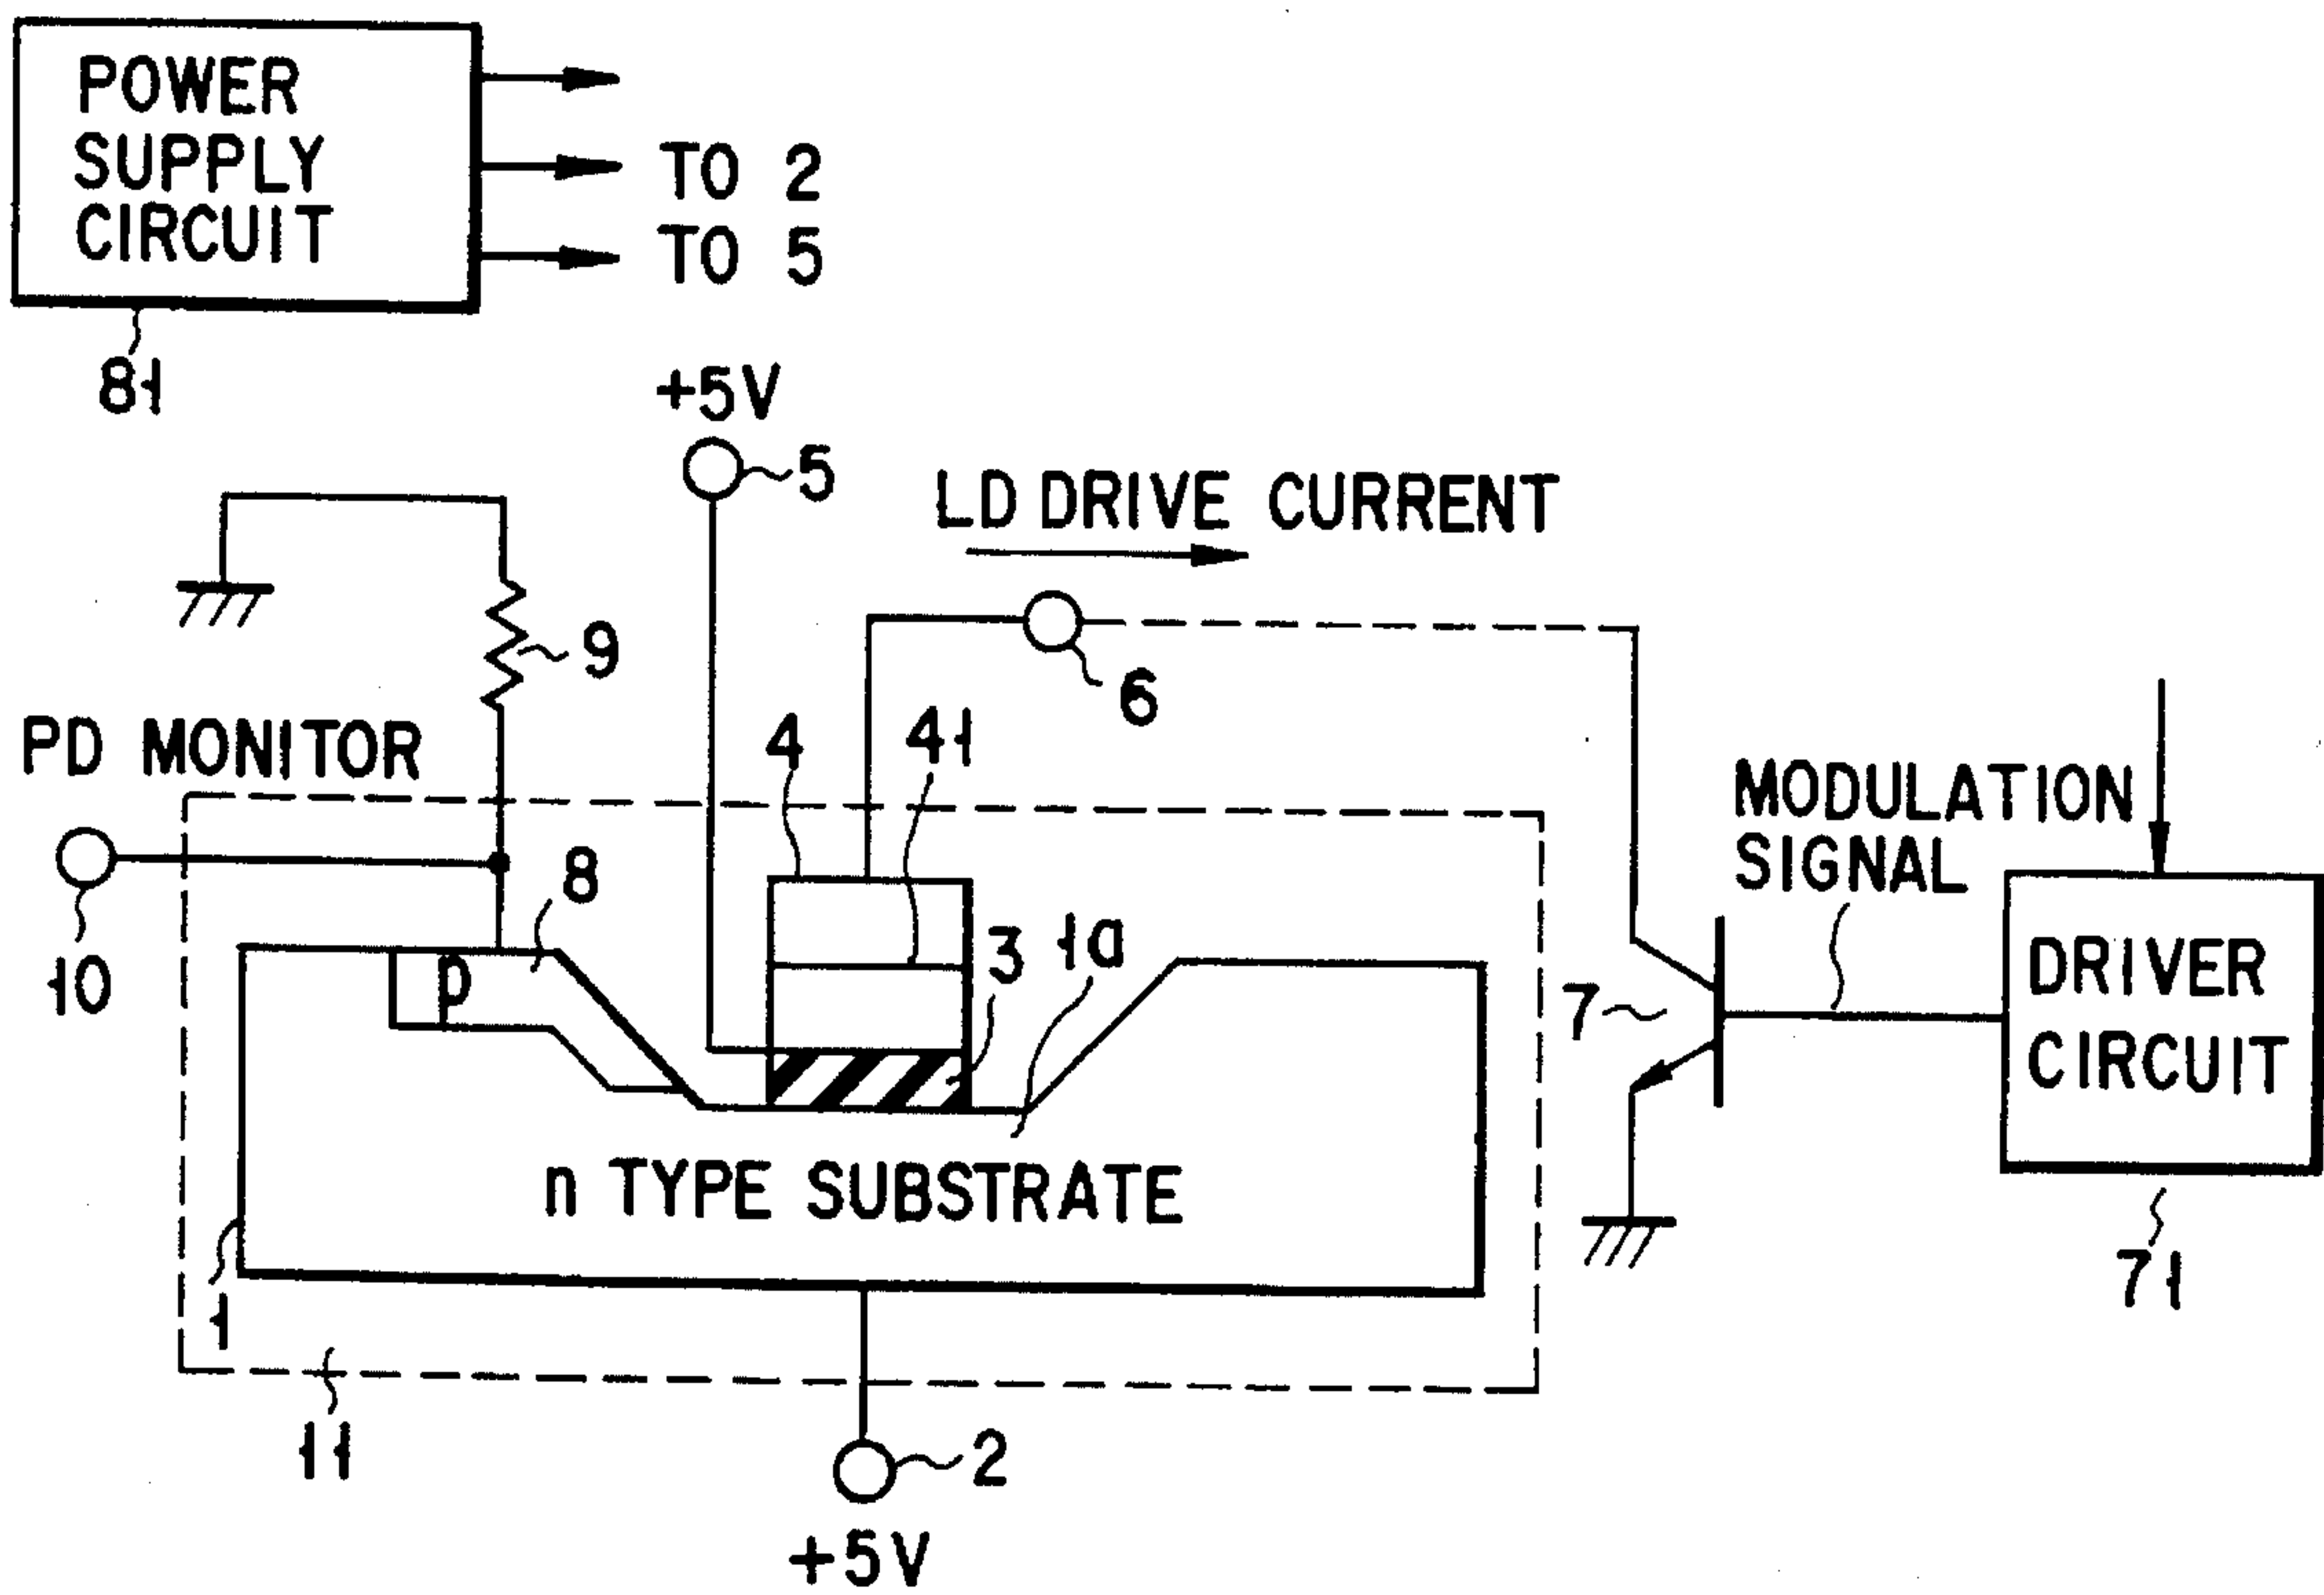 POWER
SUPPLY
CIRCUIT
TO 2
TO 5
81
+5V
5
LD DRIVE CURRENT
9
6
PD MONITOR
4
41
MODULATION
SIGNAL
8
3
1a
10
p
7
DRIVER
CIRCUIT
n TYPE SUBSTRATE
1
71
11
2
+5V